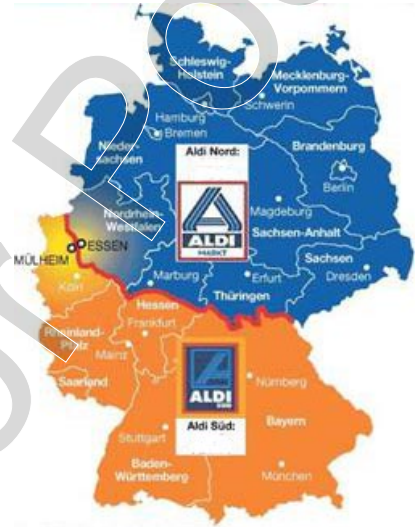 Schleswig-
Holstein
Mecklenburg-
Vorpommern
Schwerin
Hamburg
Bremen
Nieder-
sachsen
Aldi Nord:
Brandenburg
Berlin
Nordrhein-
Westfalen
ALDI
MARKT
Magdeburg
Sachsen-Anhalt
ESSEN
MÜLHEIM
Sachsen
Dresden
Köln
Marburg
Erfurt
Thüringen
Hessen
Frankfurt
Rheinland-
Pfalz
Mainz
Saarland
ALDI
SÜD
Aldi Süd:
Nürnberg
Bayern
Stuttgart
Baden-
Württemberg
München